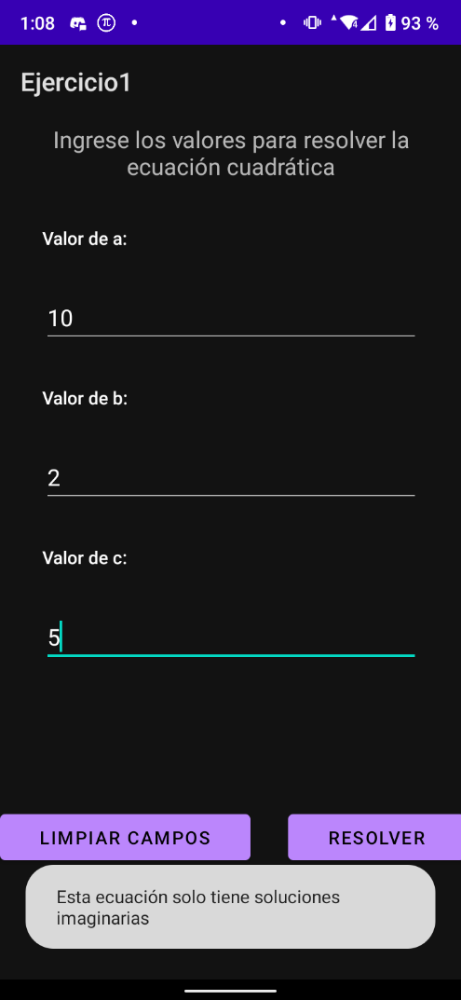 1:08
4
93 %
Ejercicio1
Ingrese los valores para resolver la
ecuación cuadrática
Valor de a:
10
Valor de b:
2
Valor de c:
5
LIMPIAR CAMPOS
RESOLVER
Esta ecuación solo tiene soluciones
imaginarias